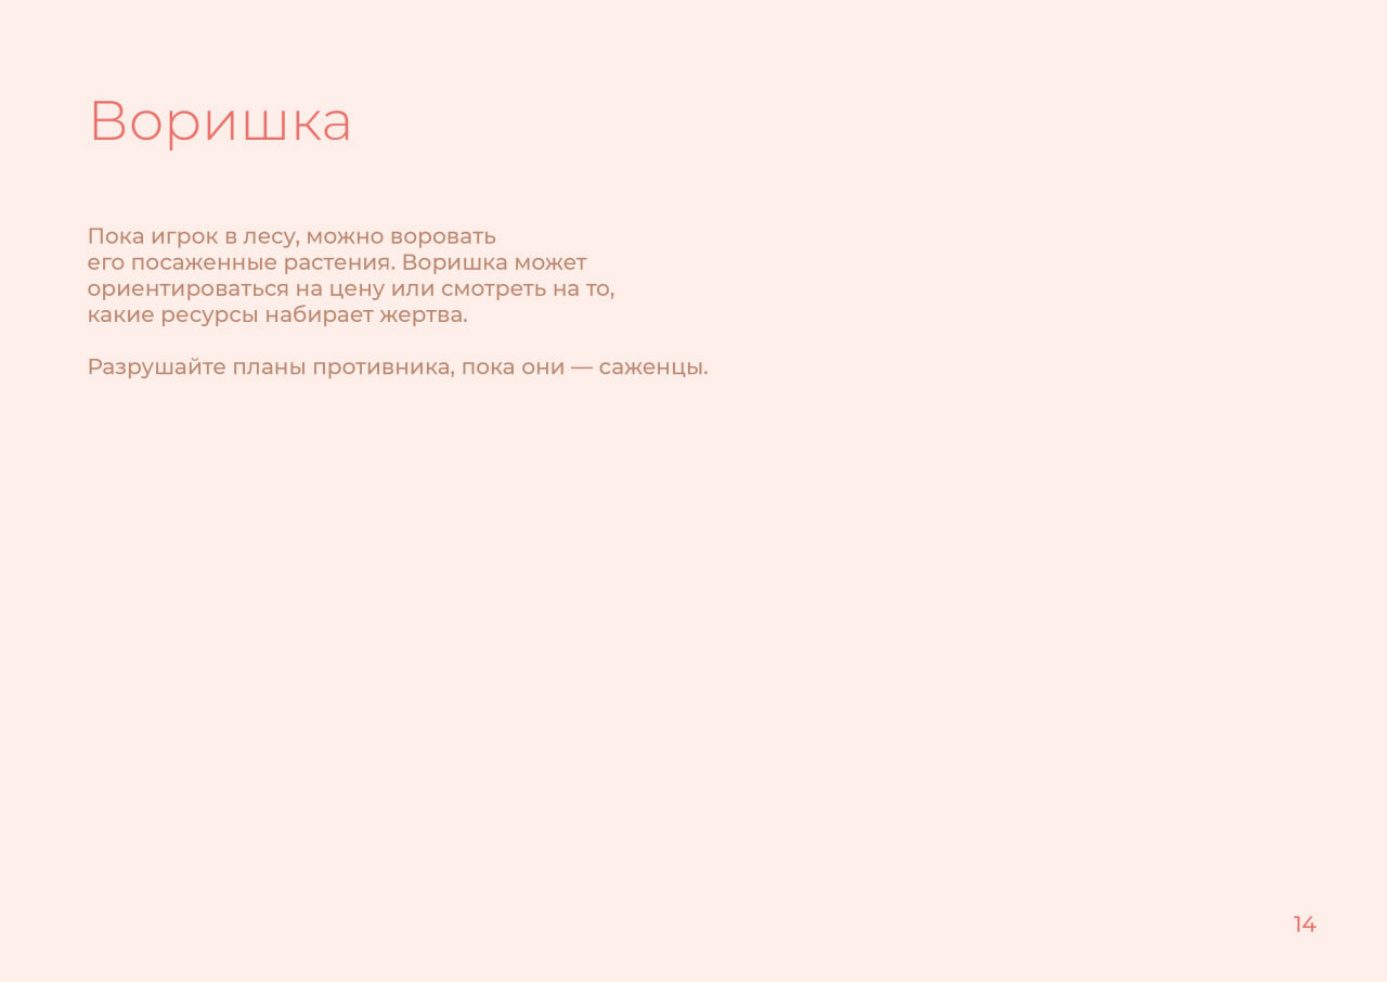 Воришка
Пока игрок в лесу, можно воровать
его посаженные растения. Воришка может
ориентироваться на цену или смотреть на то,
какие ресурсы набирает жертва.
Разрушайте планы противника, пока они — саженцы.
14